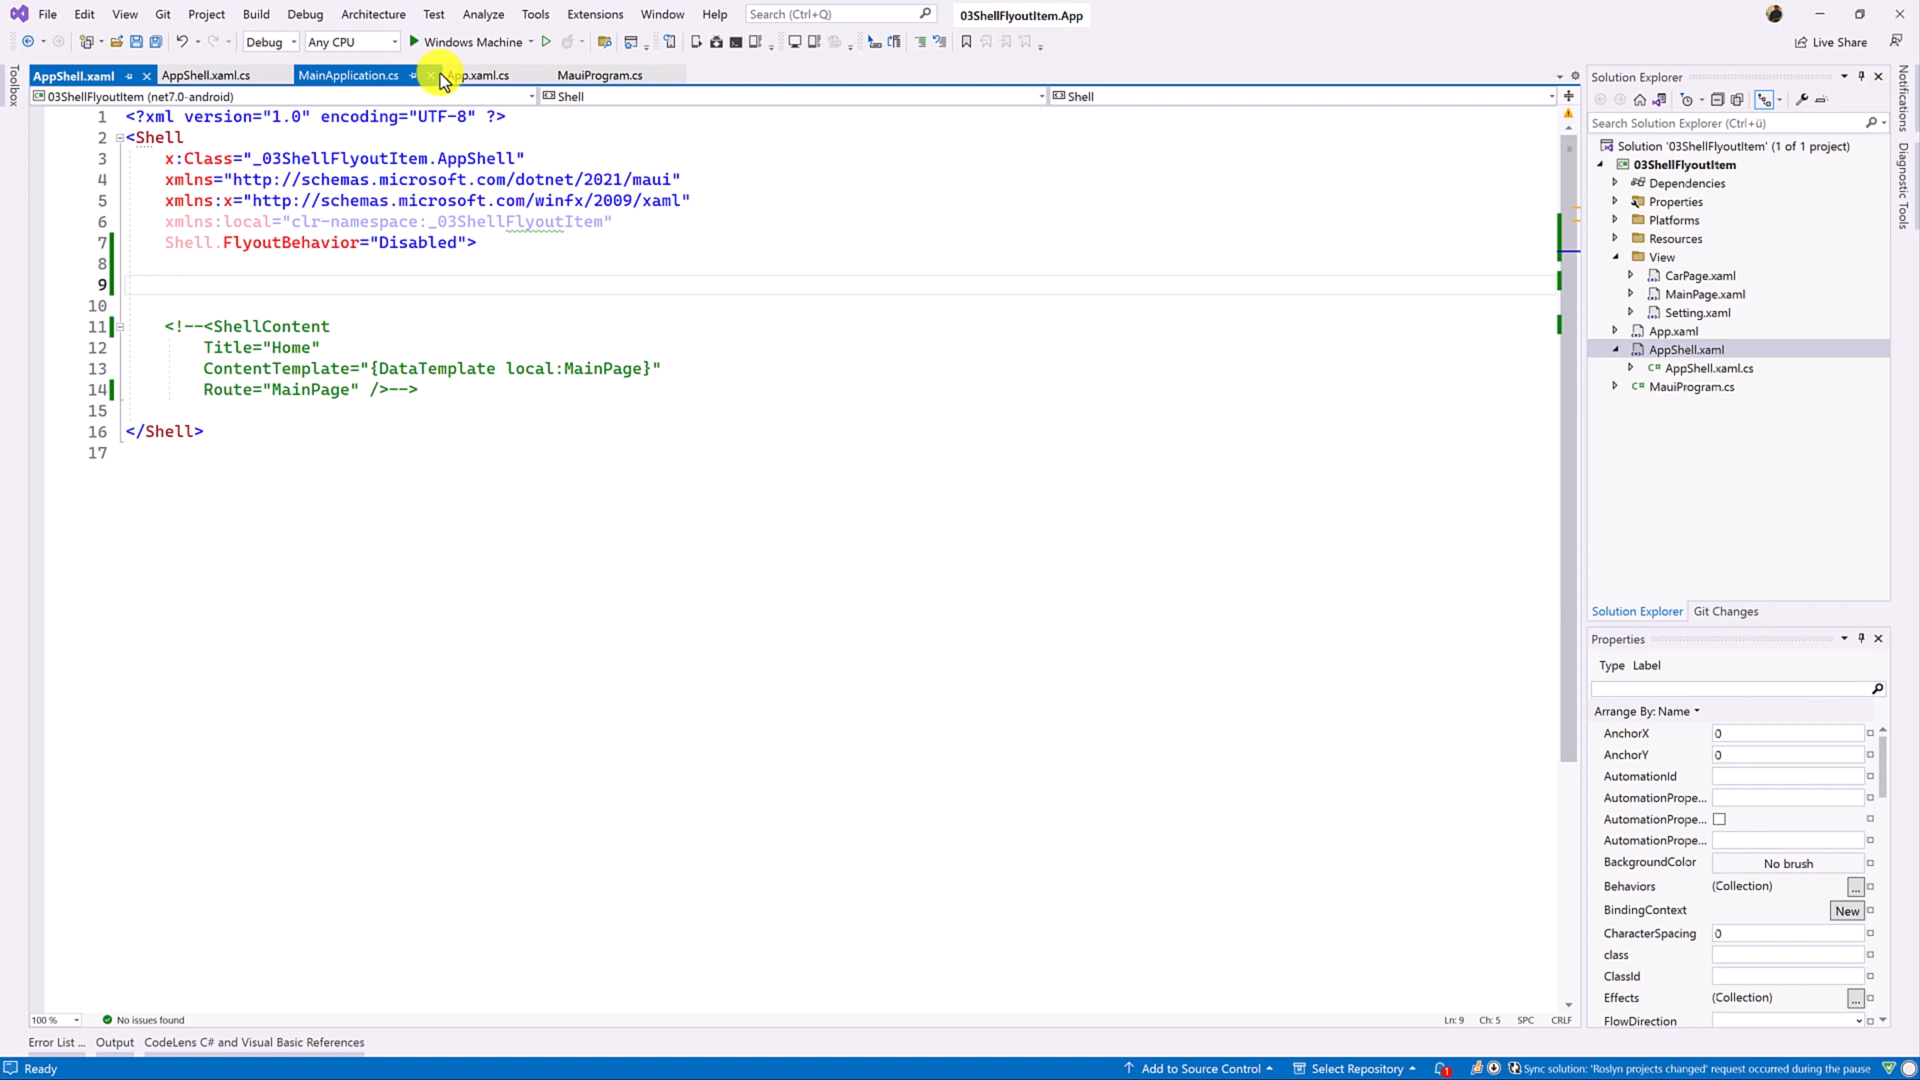 File Edit View Git Project Build Debug Architecture Test Analyze Tools Extensions Window Help Search (Ctrl+Q) 03ShellFlyoutItem.App
Debug Any CPU Windows Machine Live Share
AppShell.xaml AppShell.xaml.cs MainApplication.cs App.xaml.cs MauiProgram.cs
03ShellFlyoutItem (net7.0-android) Shell Shell
Toolbox
1 <?xml version="1.0" encoding="UTF-8" ?>
2 <Shell
3 x:Class="_03ShellFlyoutItem.AppShell"
4 xmlns="http://schemas.microsoft.com/dotnet/2021/maui"
5 xmlns:x="http://schemas.microsoft.com/winfx/2009/xaml"
6 xmlns:local="clr-namespace:_03ShellFlyoutItem"
7 Shell.FlyoutBehavior="Disabled">
8
9
10
11 <!--<ShellContent
12 Title="Home"
13 ContentTemplate="{DataTemplate local:MainPage}"
14 Route="MainPage" />-->
15
16 </Shell>
17
100 % No issues found Ln: 9 Ch: 5 SPC CRLF
Error List ... Output CodeLens C# and Visual Basic References
Solution Explorer
Search Solution Explorer (Ctrl+ü)
Solution '03ShellFlyoutItem' (1 of 1 project)
03ShellFlyoutItem
Dependencies
Properties
Platforms
Resources
View
CarPage.xaml
MainPage.xaml
Setting.xaml
App.xaml
AppShell.xaml
AppShell.xaml.cs
MauiProgram.cs
Solution Explorer Git Changes
Properties
Type Label
Arrange By: Name
AnchorX 0
AnchorY 0
AutomationId
AutomationPrope...
AutomationPrope...
AutomationPrope...
BackgroundColor No brush
Behaviors (Collection) ...
BindingContext New
CharacterSpacing 0
class
ClassId
Effects (Collection) ...
FlowDirection
Notifications
Diagnostic Tools
Ready Add to Source Control Select Repository 1 Sync solution: 'Roslyn projects changed' request occurred during the pause